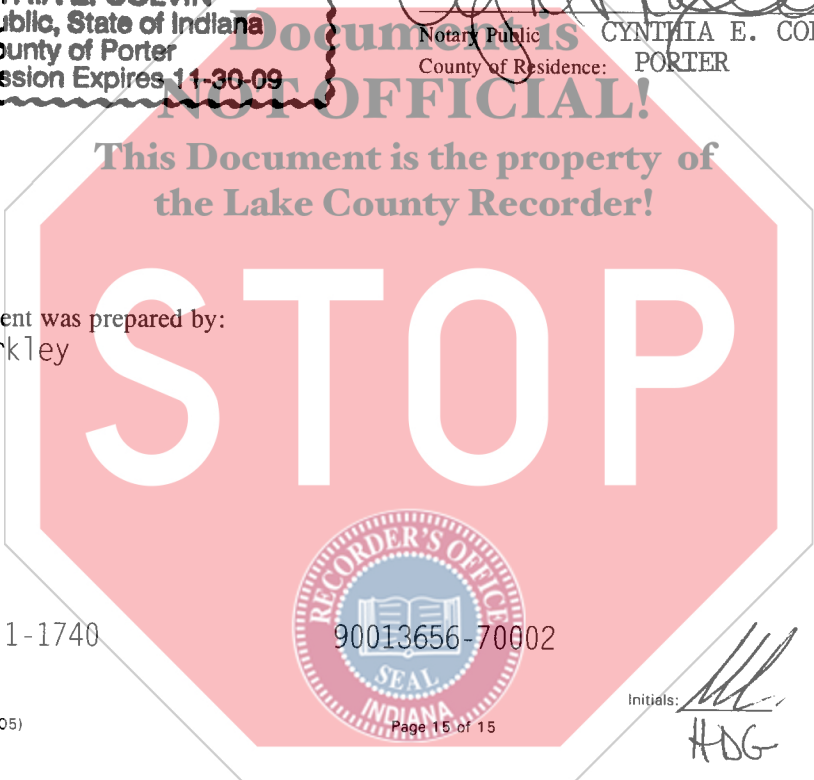 ublic, State of Indiana
Notary Public CYNTHIA E.
ounty of Porter
County of Residence: PORTER
ssion Expires 11-30-09
Document is
NOT OFFICIAL!
This Document is the property of
the Lake County Recorder!
ent was prepared by:
kley
STOP
RECORDER'S OFFICE
1-1740 90013656-70002
SEAL
INDIANA
Initials:
05) Page 15 of 15
HDG